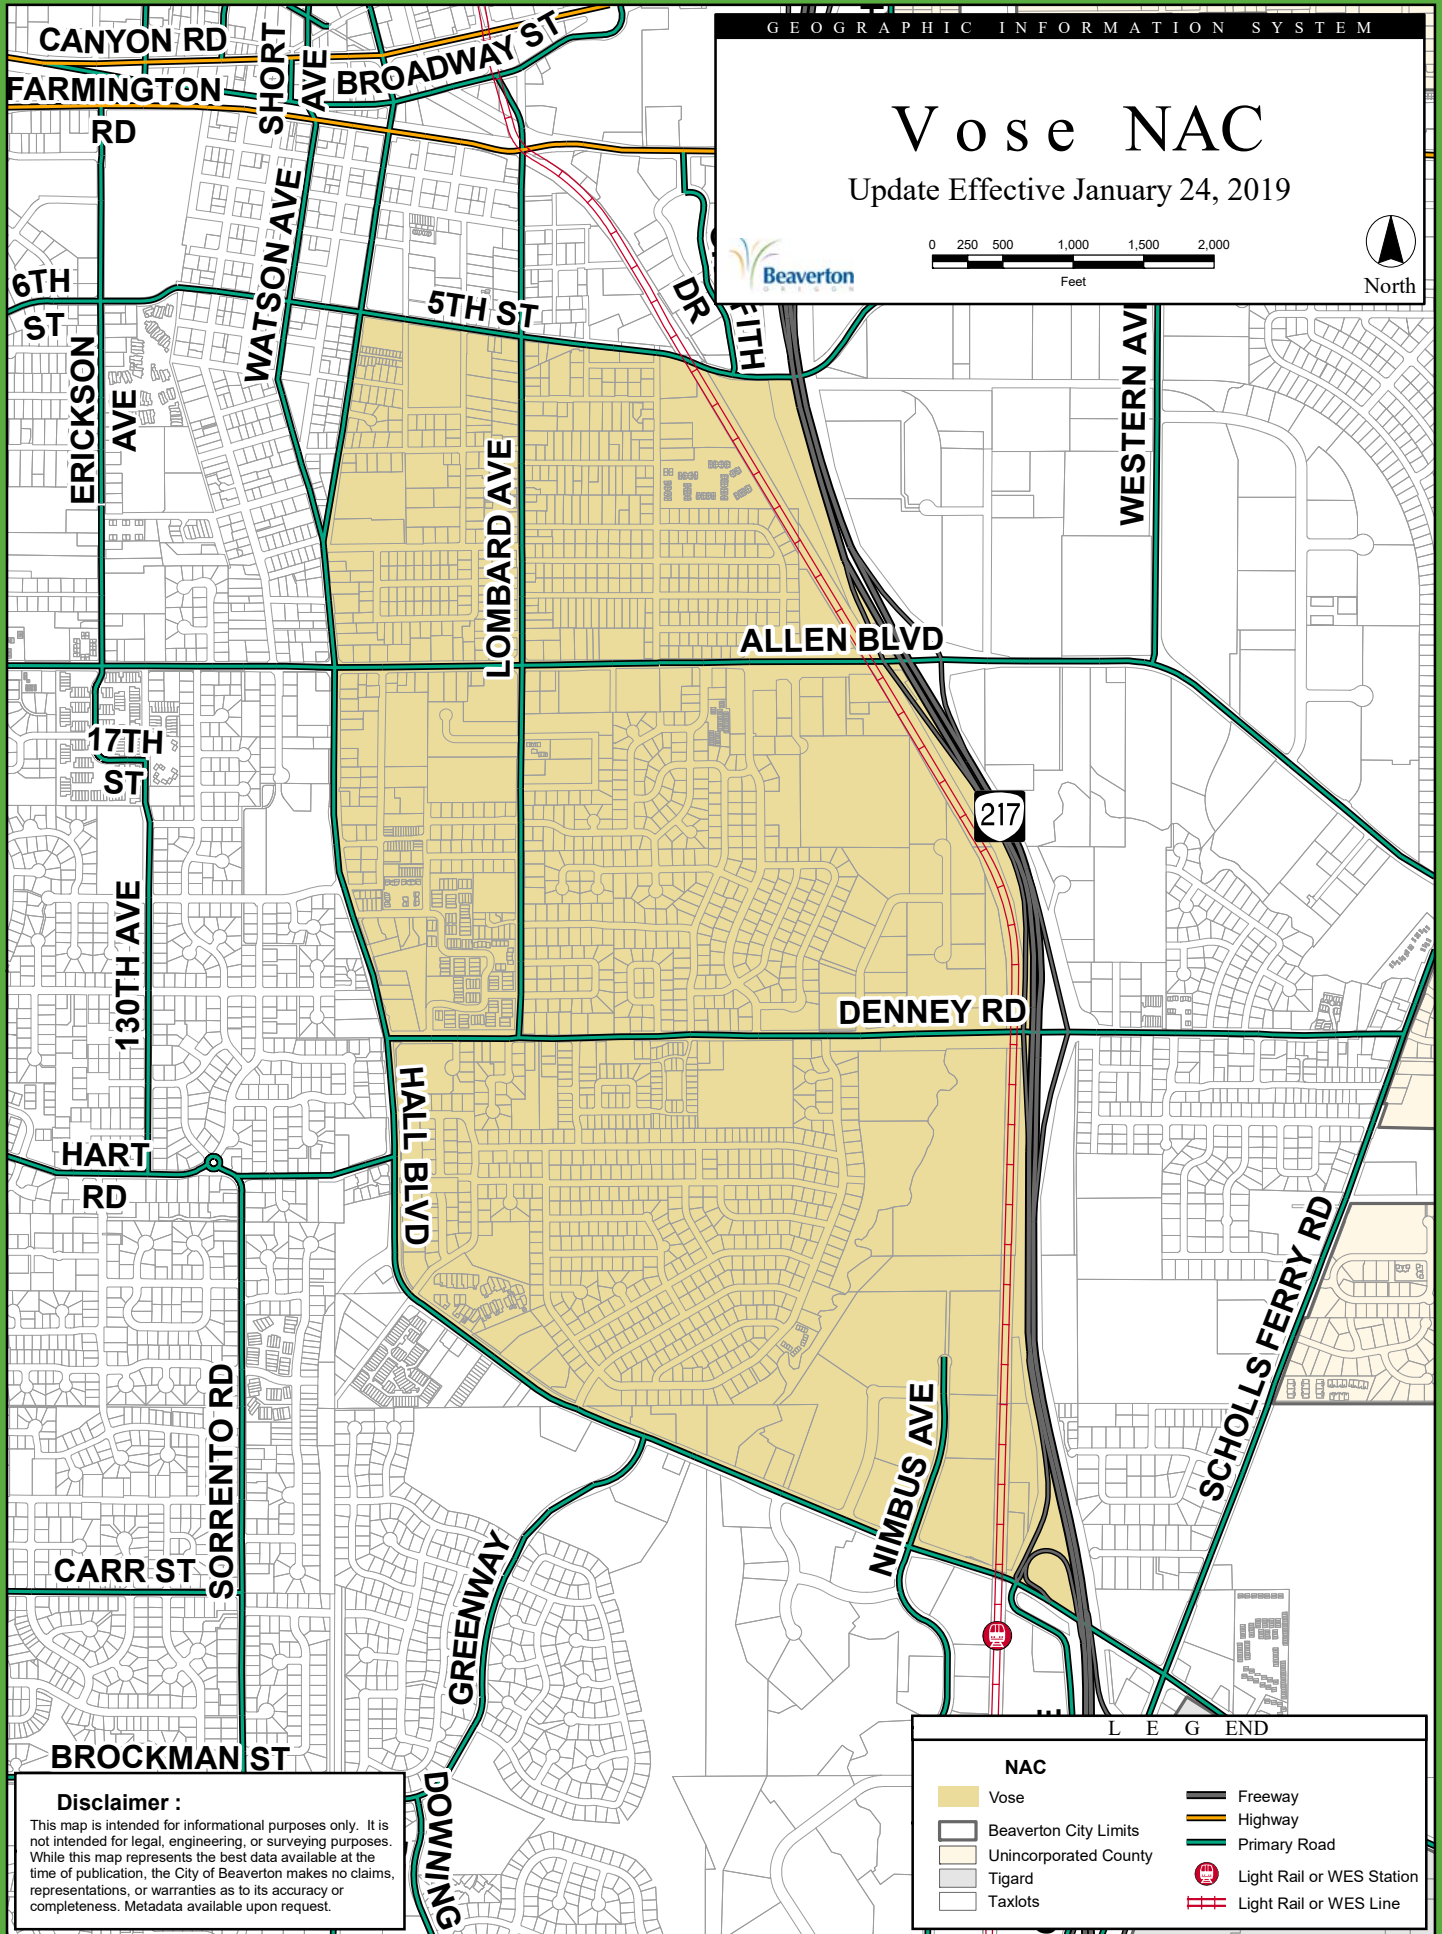 GEOGRAPHIC INFORMATION SYSTEM
Vose NAC
Update Effective January 24, 2019
0 250 500 1,000 1,500 2,000
Feet
Beaverton
OREGON
North
CANYON RD
FARMINGTON
RD
SHORT
AVE
BROADWAY ST
WATSON AVE
6TH
ST
5TH ST
DR
ERICKSON
AVE
LOMBARD AVE
WESTERN
ALLEN BLVD
17TH
ST
217
130TH AVE
DENNEY RD
HALL BLVD
HART
RD
SCHOLLS FERRY RD
SORRENTO RD
NIMBUS AVE
CARR ST
GREENWAY
BROCKMAN ST
DOWNING
Disclaimer :
This map is intended for informational purposes only. It is
not intended for legal, engineering, or surveying purposes.
While this map represents the best data available at the
time of publication, the City of Beaverton makes no claims,
representations, or warranties as to its accuracy or
completeness. Metadata available upon request.
LEGEND
NAC
Vose
Beaverton City Limits
Unincorporated County
Tigard
Taxlots
Freeway
Highway
Primary Road
Light Rail or WES Station
Light Rail or WES Line